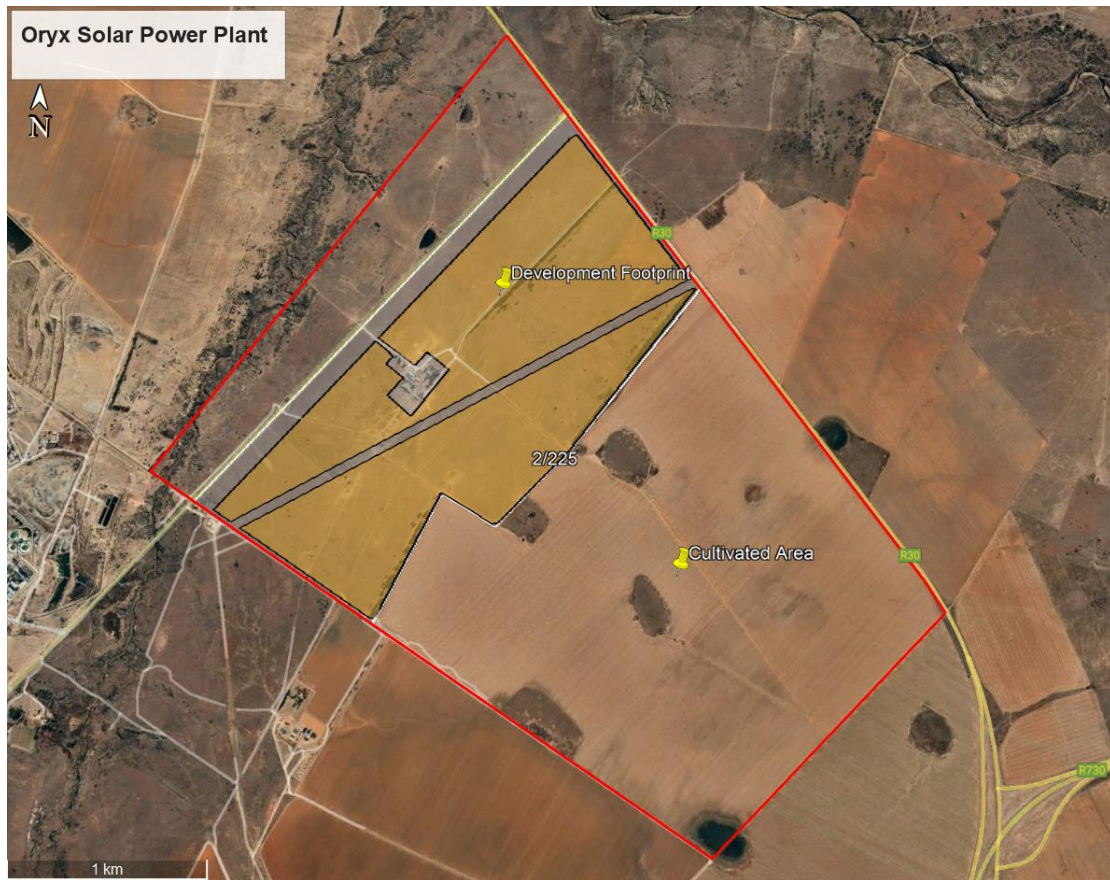 Oryx Solar Power Plant
N
R30
Development Footprint
2/225
Cultivated Area
R30
R730
1 km